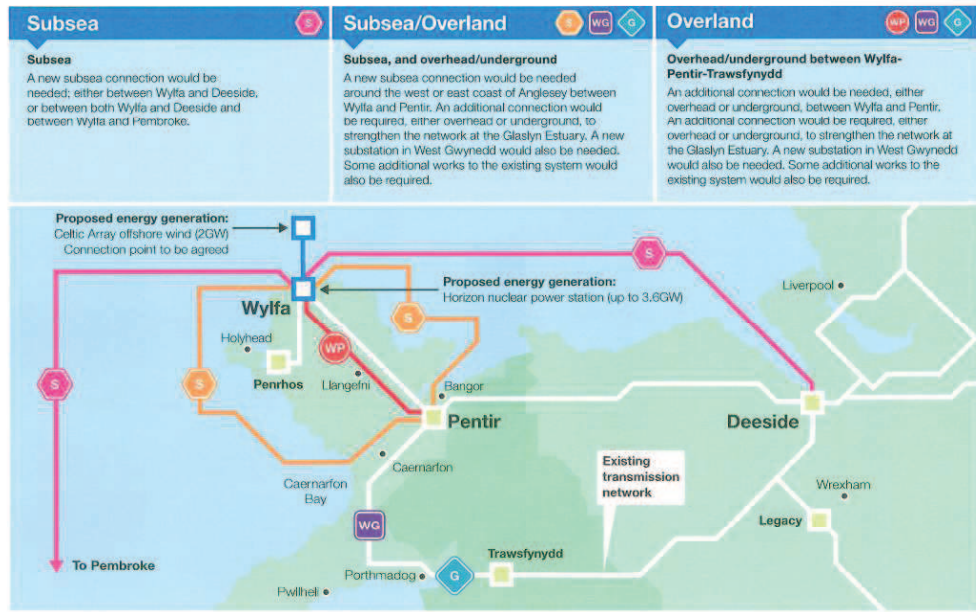 Subsea
S
Subsea
A new subsea connection would be
needed; either between Wylfa and Deeside,
or between both Wylfa and Deeside and
between Wylfa and Pembroke.
Subsea/Overland
S WG G
Subsea, and overhead/underground
A new subsea connection would be needed
around the west or east coast of Anglesey between
Wylfa and Pentir. An additional connection would
be required, either overhead or underground, to
strengthen the network at the Glaslyn Estuary. A new
substation in West Gwynedd would also be needed.
Some additional works to the existing system would
also be required.
Overland
WP WG G
Overhead/underground between Wylfa-
Pentir-Trawsfynydd
An additional connection would be needed, either
overhead or underground, between Wylfa and Pentir.
An additional connection would be required, either
overhead or underground, to strengthen the network at
the Glaslyn Estuary. A new substation in West Gwynedd
would also be needed. Some additional works to the
existing system would also be required.
Proposed energy generation:
Celtic Array offshore wind (2GW)
Connection point to be agreed
S
Proposed energy generation:
Horizon nuclear power station (up to 3.6GW)
Liverpool
Wylfa
S
Holyhead
WP
Penrhos
Llangefni
S
S
Bangor
Pentir
Deeside
Caernarfon
Caernarfon
Bay
Existing
transmission
network
Wrexham
WG
Legacy
To Pembroke
Trawsfynydd
Porthmadog
G
Pwllheli